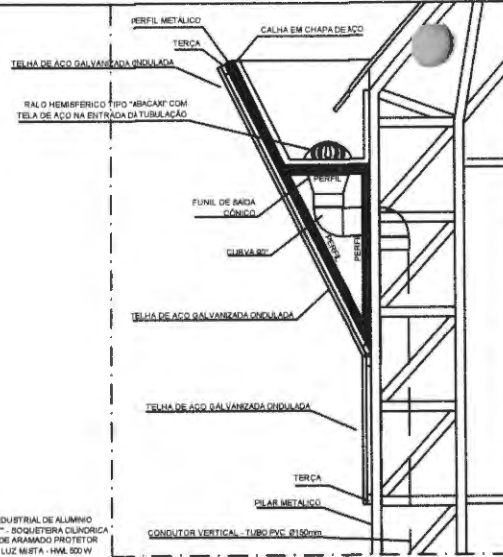 PERFIL METÁLICO
CALHA EM CHAPA DE AÇO
TERÇA
TELHA DE AÇO GALVANIZADA ONDULADA
RALO HEMISFÉRICO TIPO "ABACAXI" COM
TELA DE AÇO NA ENTRADA DA TUBULAÇÃO
PERFIL
FUNIL DE SAÍDA
CÔNICO
CURVA 90°
PERFIL
PERFIL
TELHA DE AÇO GALVANIZADA ONDULADA
TELHA DE AÇO GALVANIZADA ONDULADA
TERÇA
PILAR METÁLICO
DUSTRIAL DE ALUMINIO
" - SOQUETEIRA CILÍNDRICA
DE ARAMADO PROTETOR
LUZ MISTA - HWL 500 W
CONDUTOR VERTICAL - TUBO PVC Ø150mm